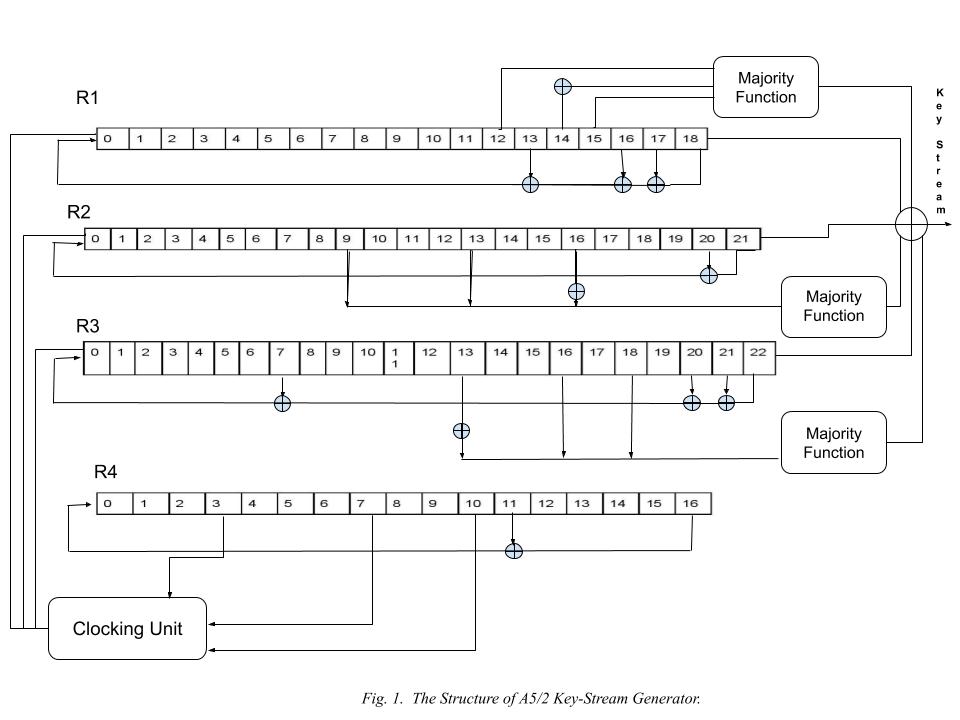 Majority
Function
R1
K
e
y
S
t
r
e
a
m
0 1 2 3 4 5 6 7 8 9 10 11 12 13 14 15 16 17 18
R2
0 1 2 3 4 5 6 7 8 9 10 11 12 13 14 15 16 17 18 19 20 21
Majority
Function
R3
0 1 2 3 4 5 6 7 8 9 10 11 12 13 14 15 16 17 18 19 20 21 22
Majority
Function
R4
0 1 2 3 4 5 6 7 8 9 10 11 12 13 14 15 16
Clocking Unit
Fig. 1. The Structure of A5/2 Key-Stream Generator.